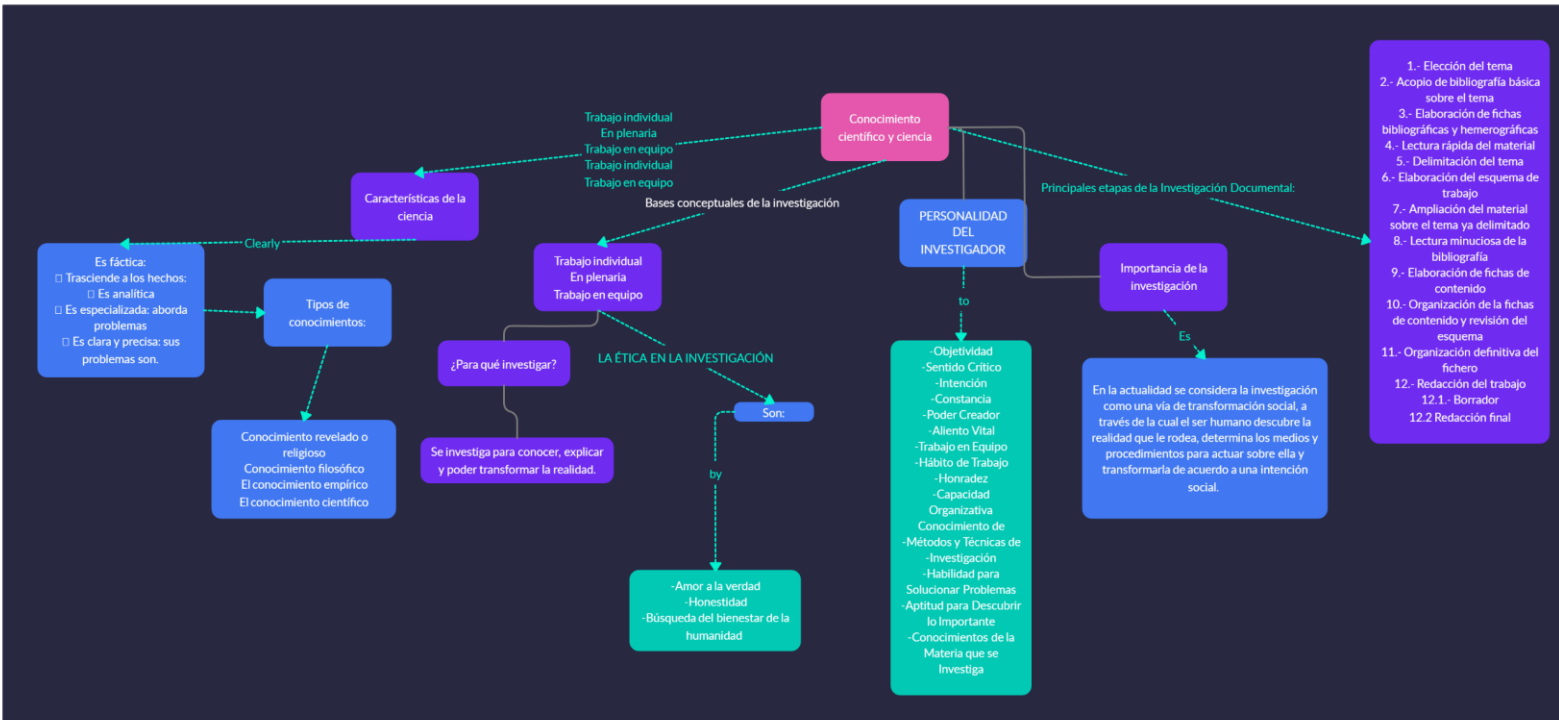 Conocimiento
científico y ciencia
Trabajo individual
En plenaria
Trabajo en equipo
Trabajo individual
Trabajo en equipo
Características de la
ciencia
Clearly
Es fáctica:
▯ Trasciende a los hechos:
▯ Es analítica
▯ Es especializada: aborda
problemas
▯ Es clara y precisa: sus
problemas son.
Tipos de
conocimientos:
Conocimiento revelado o
religioso
Conocimiento filosófico
El conocimiento empírico
El conocimiento científico
Bases conceptuales de la investigación
Trabajo individual
En plenaria
Trabajo en equipo
¿Para qué investigar?
Se investiga para conocer, explicar
y poder transformar la realidad.
LA ÉTICA EN LA INVESTIGACIÓN
Son:
by
-Amor a la verdad
-Honestidad
-Búsqueda del bienestar de la
humanidad
PERSONALIDAD
DEL
INVESTIGADOR
to
-Objetividad
-Sentido Crítico
-Intención
-Constancia
-Poder Creador
-Aliento Vital
-Trabajo en Equipo
-Hábito de Trabajo
-Honradez
-Capacidad
Organizativa
Conocimiento de
-Métodos y Técnicas de
-Investigación
-Habilidad para
Solucionar Problemas
-Aptitud para Descubrir
lo Importante
-Conocimientos de la
Materia que se
Investiga
Importancia de la
investigación
Es
En la actualidad se considera la investigación
como una vía de transformación social, a
través de la cual el ser humano descubre la
realidad que le rodea, determina los medios y
procedimientos para actuar sobre ella y
transformarla de acuerdo a una intención
social.
Principales etapas de la Investigación Documental:
1.- Elección del tema
2.- Acopio de bibliografía básica
sobre el tema
3.- Elaboración de fichas
bibliográficas y hemerográficas
4.- Lectura rápida del material
5.- Delimitación del tema
6.- Elaboración del esquema de
trabajo
7.- Ampliación del material
sobre el tema ya delimitado
8.- Lectura minuciosa de la
bibliografía
9.- Elaboración de fichas de
contenido
10.- Organización de la fichas
de contenido y revisión del
esquema
11.- Organización definitiva del
fichero
12.- Redacción del trabajo
12.1.- Borrador
12.2 Redacción final